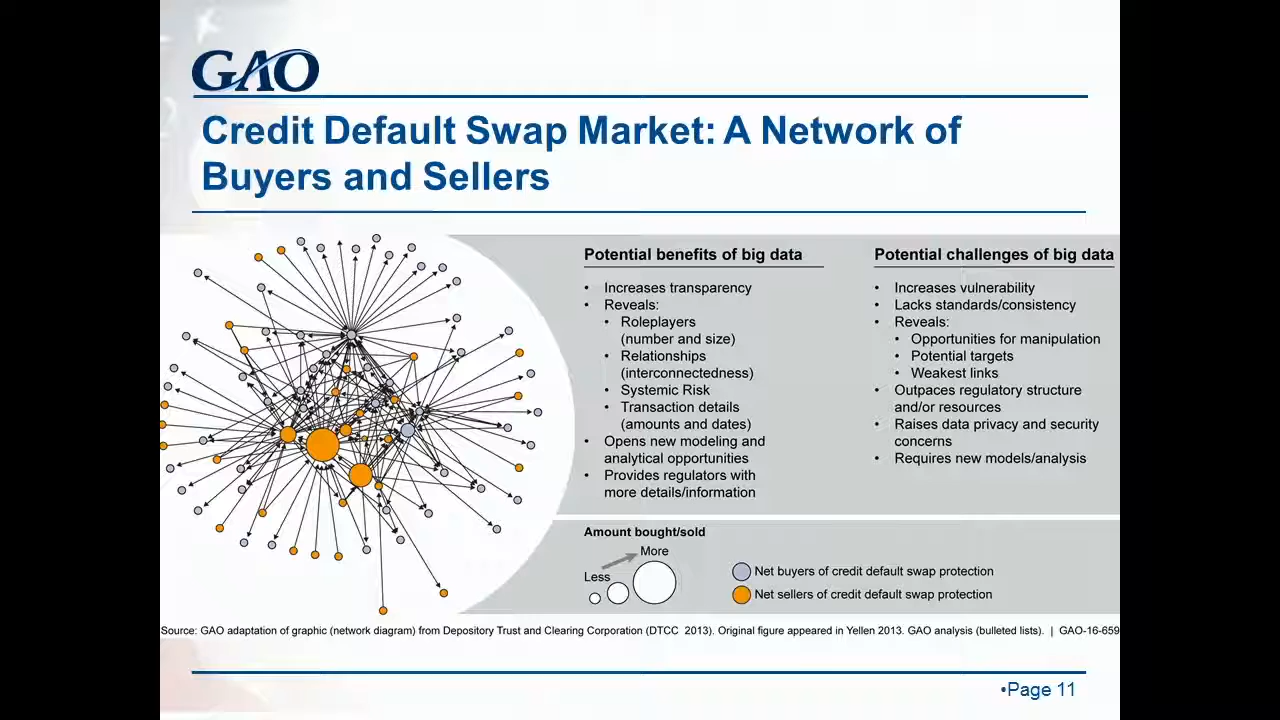 GAO
Credit Default Swap Market: A Network of
Buyers and Sellers
Potential benefits of big data
• Increases transparency
• Reveals:
• Roleplayers
(number and size)
• Relationships
(interconnectedness)
• Systemic Risk
• Transaction details
(amounts and dates)
• Opens new modeling and
analytical opportunities
• Provides regulators with
more details/information
Potential challenges of big data
• Increases vulnerability
• Lacks standards/consistency
• Reveals:
• Opportunities for manipulation
• Potential targets
• Weakest links
• Outpaces regulatory structure
and/or resources
• Raises data privacy and security
concerns
• Requires new models/analysis
Amount bought/sold
More
Less
Net buyers of credit default swap protection
Net sellers of credit default swap protection
Source: GAO adaptation of graphic (network diagram) from Depository Trust and Clearing Corporation (DTCC 2013). Original figure appeared in Yellen 2013. GAO analysis (bulleted lists). | GAO-16-659
•Page 11